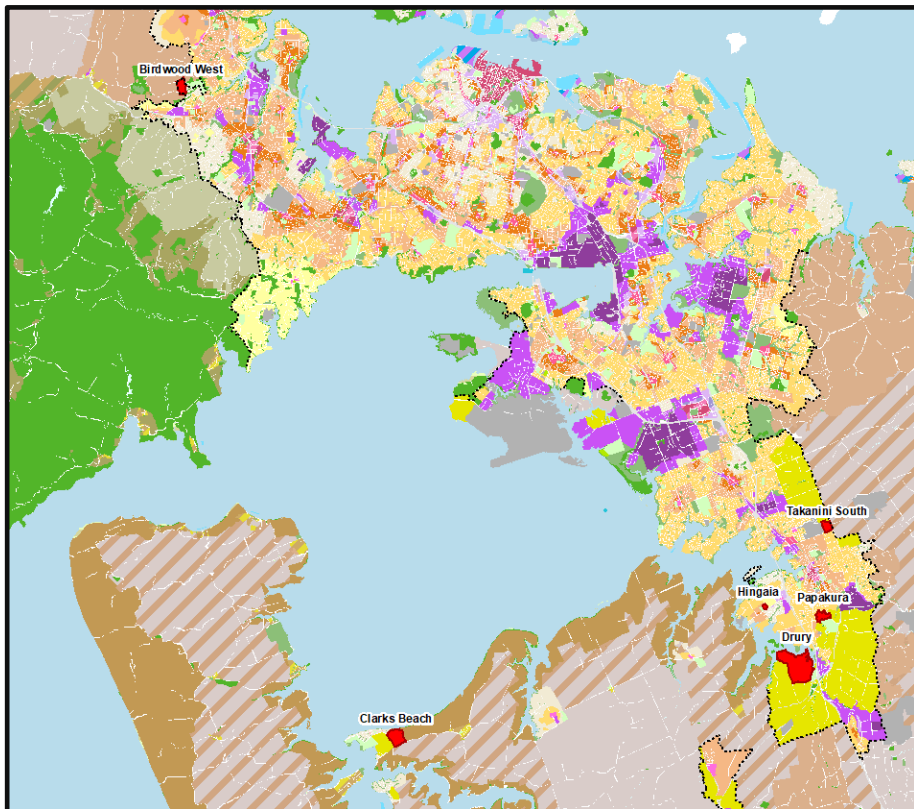 Birdwood West
Takanini South
Hingaia
Papakura
Drury
Clarks Beach